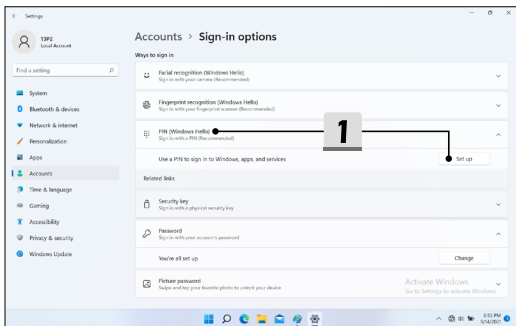 Settings
13P2
Local Account
Find a setting
System
Bluetooth & devices
Network & internet
Personalization
Apps
Accounts
Time & language
Gaming
Accessibility
Privacy & security
Windows Update
Accounts > Sign-in options
Ways to sign in
Facial recognition (Windows Hello)
Sign in with your camera (Recommended)
Fingerprint recognition (Windows Hello)
Sign in with your fingerprint scanner (Recommended)
PIN (Windows Hello)
Sign in with a PIN (Recommended)
1
Use a PIN to sign in to Windows, apps, and services
Set up
Related links
Security key
Sign in with a physical security key
Password
Sign in with your account's password
You're all set up
Change
Picture password
Swipe and tap your favorite photo to unlock your device
Activate Windows
Go to Settings to activate Windows.
6:53 PM
9/14/2021